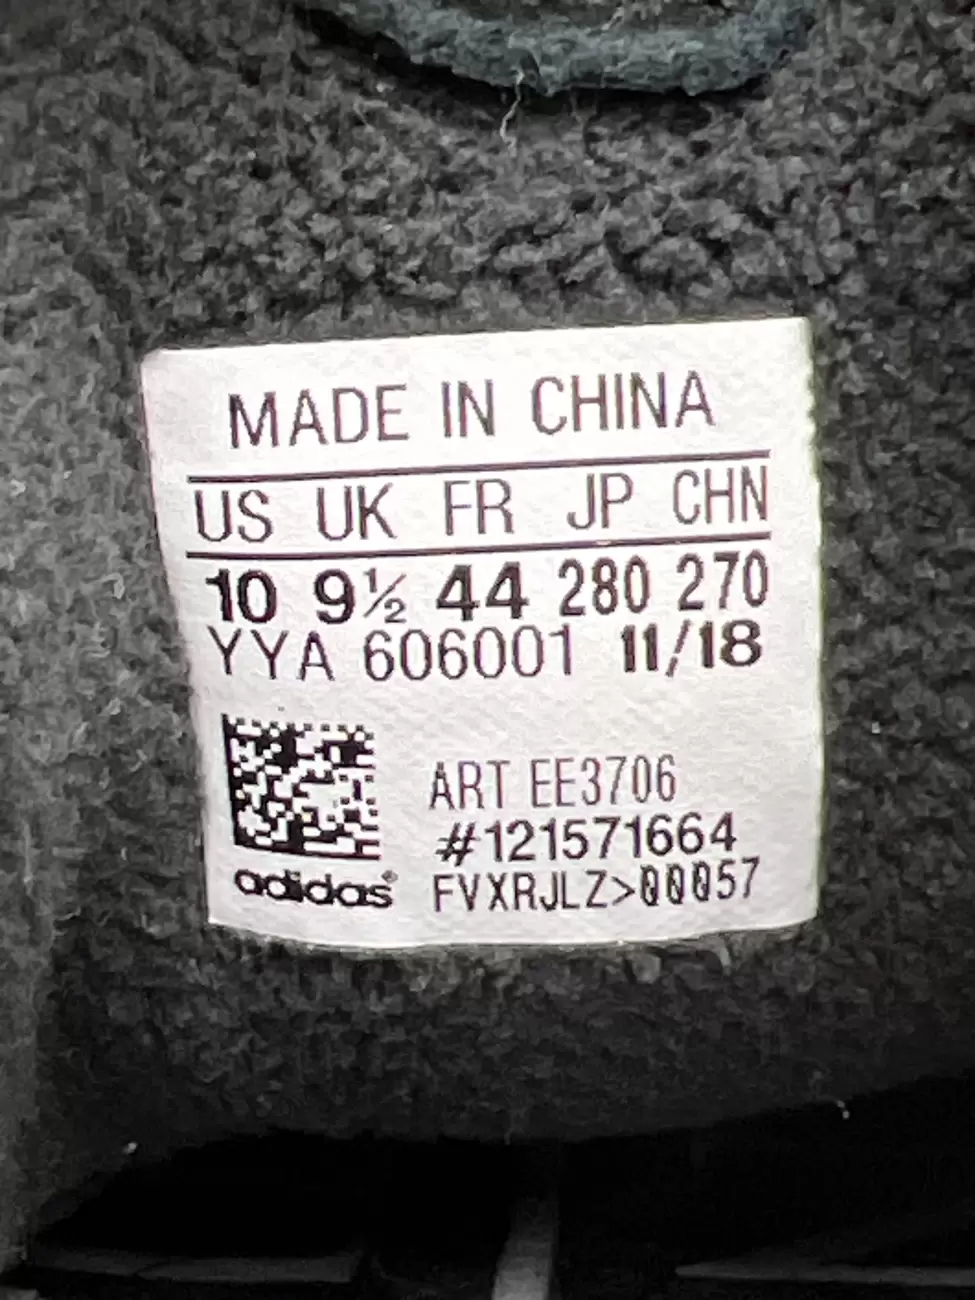 MADE IN CHINA
US UK FR JP CHN
10 9½ 44 280 270
YYA 606001 11/18
ART EE3706
#121571664
adidas® FVXRJLZ>00057